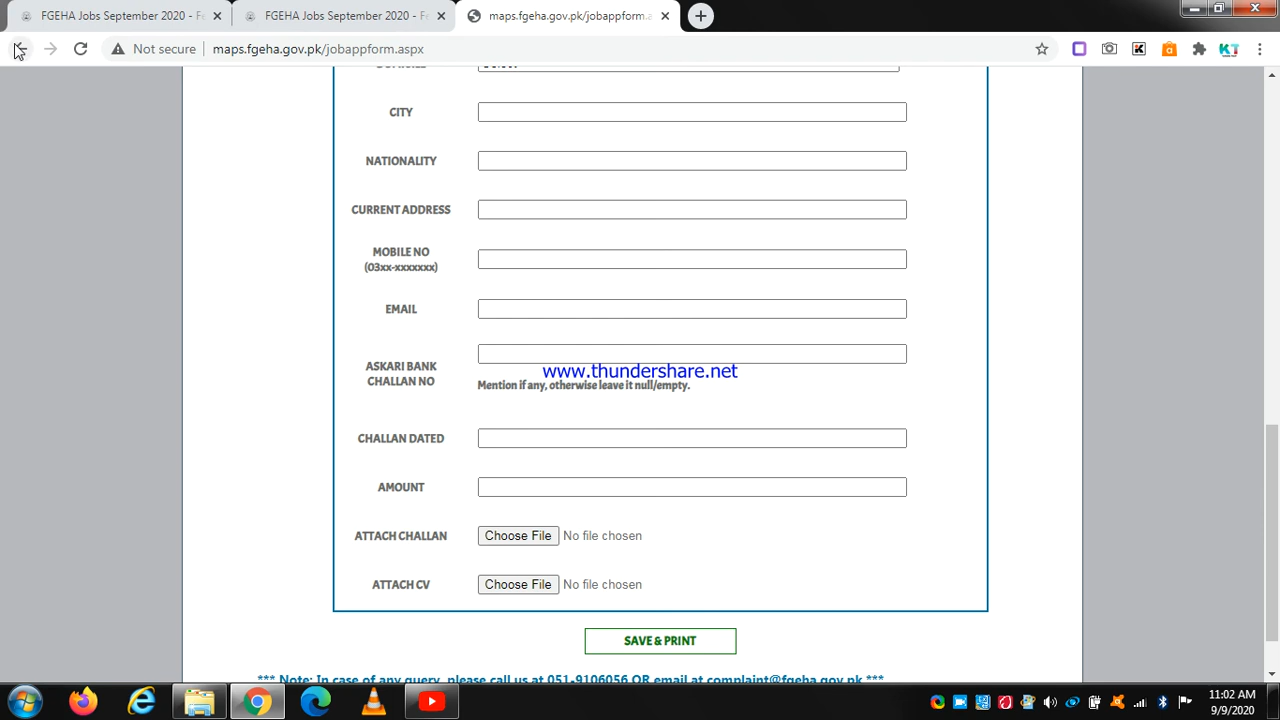 FGEHA Jobs September 2020 - Fe
FGEHA Jobs September 2020 - Fe
maps.fgeha.gov.pk/jobappform.a
Not secure
maps.fgeha.gov.pk/jobappform.aspx
CITY
NATIONALITY
CURRENT ADDRESS
MOBILE NO
(03xx-xxxxxxx)
EMAIL
ASKARI BANK
CHALLAN NO
www.thundershare.net
Mention if any, otherwise leave it null/empty.
CHALLAN DATED
AMOUNT
ATTACH CHALLAN
Choose File No file chosen
ATTACH CV
Choose File No file chosen
SAVE & PRINT
*** Note: In case of any query, please call us at 051-9106056 OR email at complaint@fgeha.gov.pk ***
11:02 AM
9/9/2020